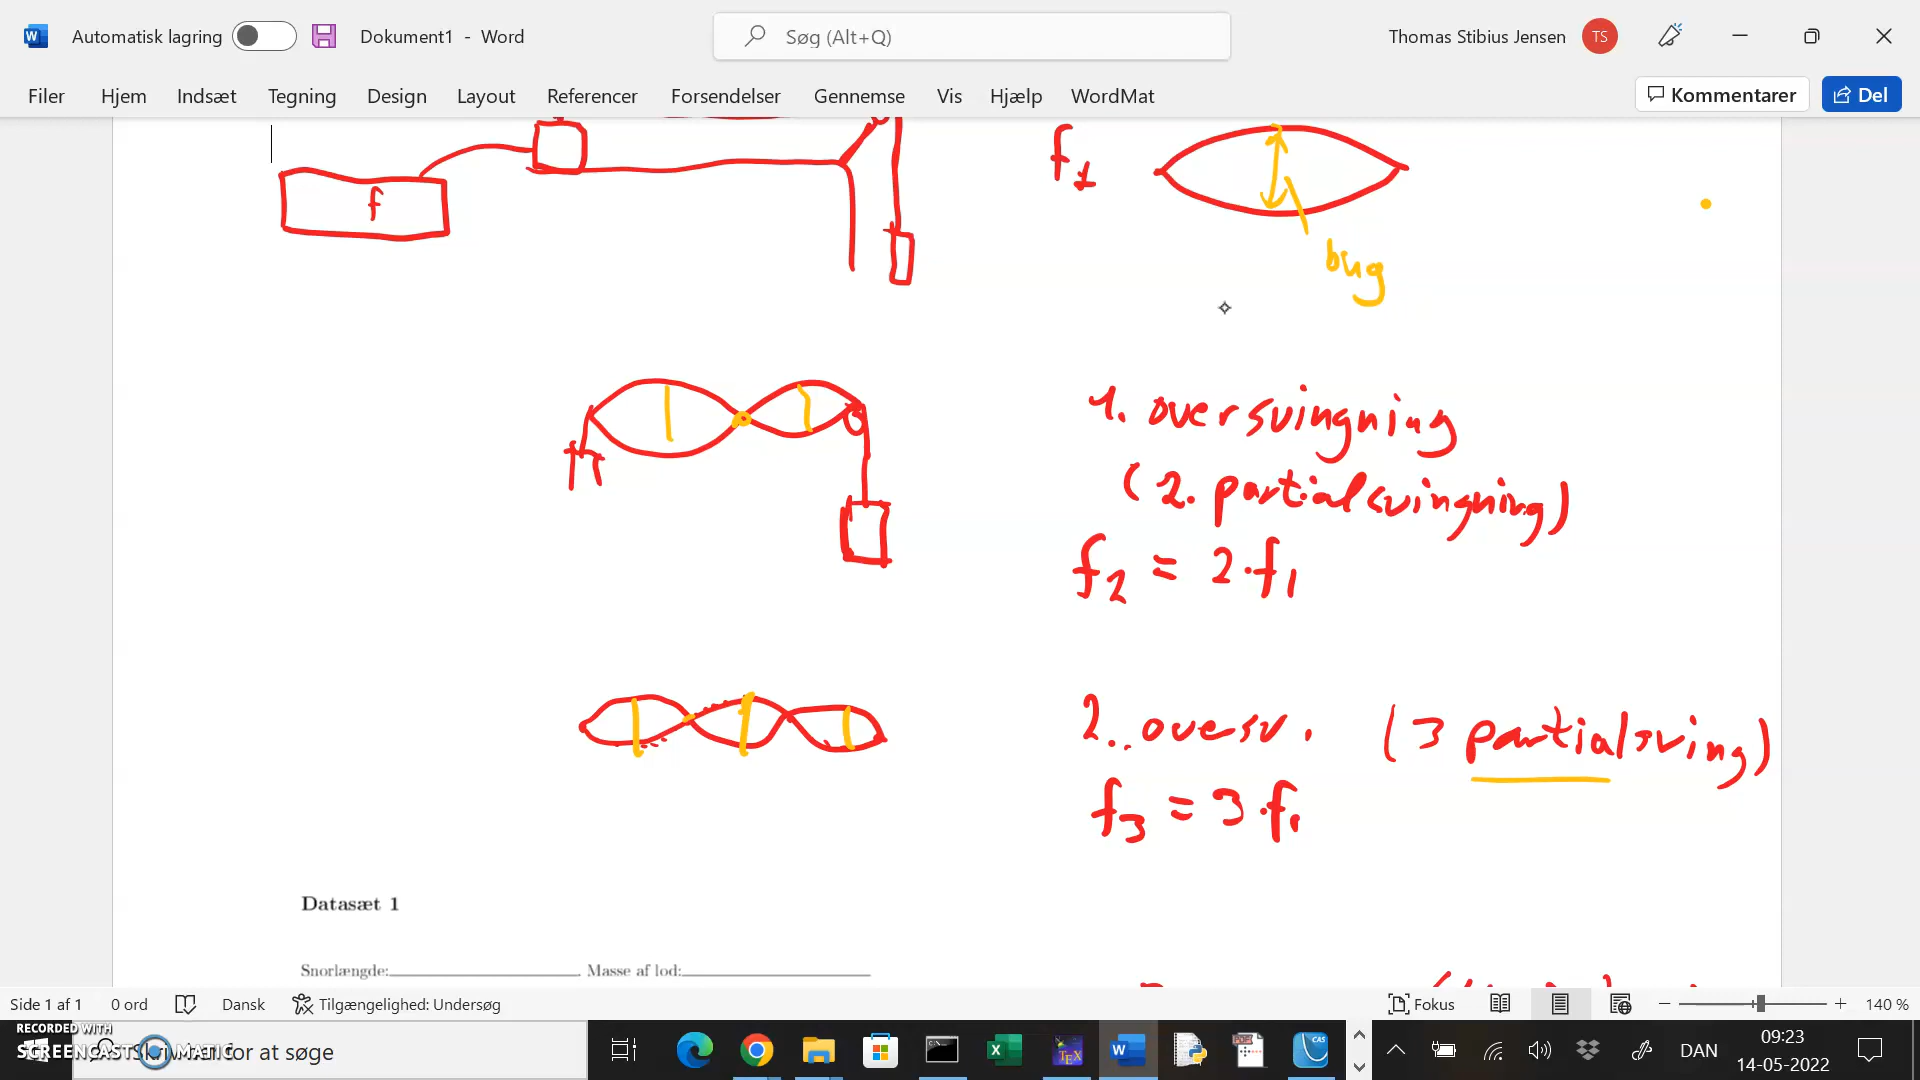 Automatisk lagring
Dokument1 - Word
Søg (Alt+Q)
Thomas Stibius Jensen
TS
Filer Hjem Indsæt Tegning Design Layout Referencer Forsendelser Gennemse Vis Hjælp WordMat
Kommentarer
Del
f
f1
bug
1. oversvingning
(2. partialsvingning)
f2 = 2·f1
2. oversv. (3 partialsving)
f3 = 3·f1
Datasæt 1
Snorlængde: Masse af lod:
Side 1 af 1 0 ord Dansk Tilgængelighed: Undersøg
Fokus
140 %
RECORDED WITH
SCREENCAST-O-MATIC
for at søge
DAN
09:23
14-05-2022